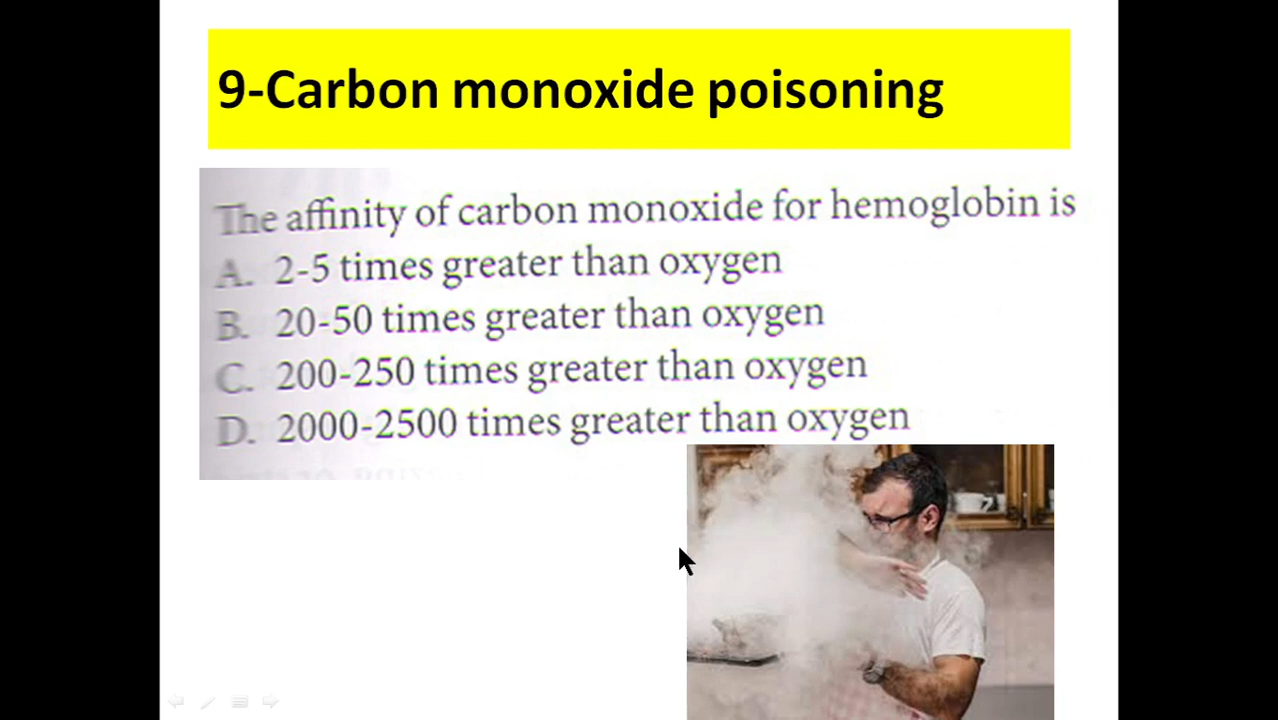 9-Carbon monoxide poisoning
The affinity of carbon monoxide for hemoglobin is
A. 2-5 times greater than oxygen
B. 20-50 times greater than oxygen
C. 200-250 times greater than oxygen
D. 2000-2500 times greater than oxygen